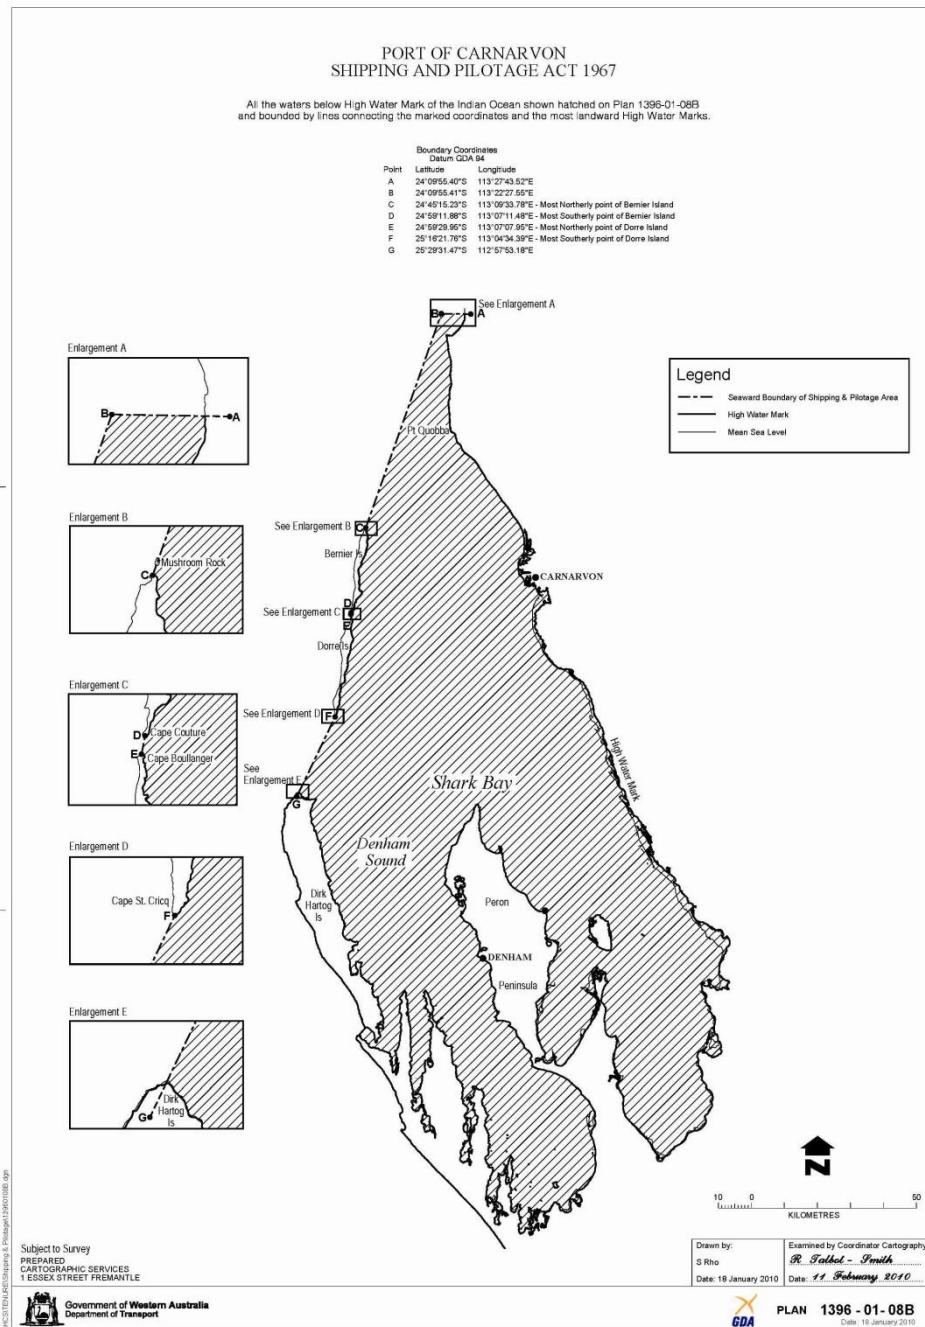 PORT OF CARNARVON
SHIPPING AND PILOTAGE ACT 1967
All the waters below High Water Mark of the Indian Ocean shown hatched on Plan 1396-01-08B
and bounded by lines connecting the marked coordinates and the most landward High Water Marks.
Boundary Coordinates
Datum GDA 94
Point Latitude Longitude
A 24°09'55.40"S 113°27'43.52"E
B 24°09'55.41"S 113°22'27.55"E
C 24°45'15.23"S 113°09'33.78"E - Most Northerly point of Bernier Island
D 24°59'11.88"S 113°07'11.48"E - Most Southerly point of Bernier Island
E 24°59'29.95"S 113°07'07.95"E - Most Northerly point of Dorre Island
F 25°16'21.76"S 113°04'34.39"E - Most Southerly point of Dorre Island
G 25°29'31.47"S 112°57'53.18"E
See Enlargement A
B A
Enlargement A
B A
Legend
Seaward Boundary of Shipping & Pilotage Area
High Water Mark
Mean Sea Level
Pt Quobba
Enlargement B
Mushroom Rock
C
See Enlargement B
C
Bernier Is
CARNARVON
See Enlargement C
D
E
Dorre Is
Enlargement C
D Cape Couture
E Cape Boullanger
See Enlargement D
F
See
Enlargement E
G
High Water Mark
Shark Bay
Denham
Sound
Enlargement D
Cape St. Cricq
F
Dirk
Hartog
Is
Peron
DENHAM
Peninsula
Enlargement E
Dirk
Hartog
Is
G
N
10 0 50
KILOMETRES
Subject to Survey
PREPARED
CARTOGRAPHIC SERVICES
1 ESSEX STREET FREMANTLE
Drawn by:
S Rho
Date: 18 January 2010
Examined by Coordinator Cartography
R Talbot - Smith
Date: 11 February 2010
Government of Western Australia
Department of Transport
GDA
PLAN 1396 - 01- 08B
Date: 18 January 2010